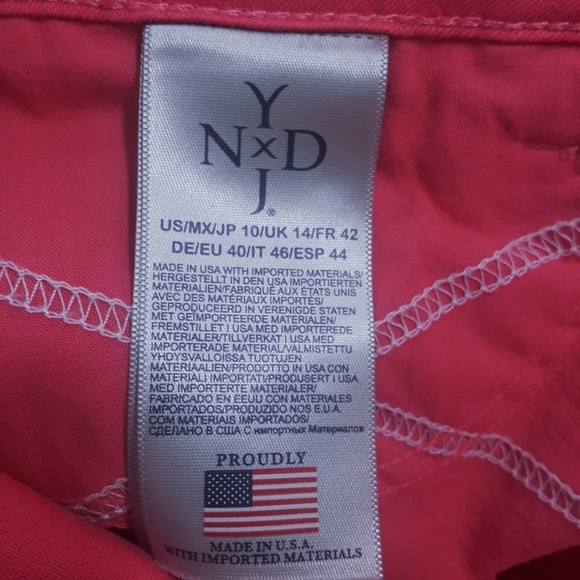 Y
N×D
J®
US/MX/JP 10/UK 14/FR 42
DE/EU 40/IT 46/ESP 44
MADE IN USA WITH IMPORTED MATERIALS/
HERGESTELLT IN DEN USA IMPORTIERTEN
MATERIALIEN/FABRIQUÉ AUX ÉTATS UNIS
AVEC DES MATÉRIAUX IMPORTÉS/
GEPRODUCEERD IN VERENIGDE STATEN
MET GEÏMPORTEERDE MATERIALEN/
FREMSTILLET I USA MED IMPORTEREDE
MATERIALER/TILLVERKAT I USA MED
IMPORTERADE MATERIAL/VALMISTETTU
YHDYSVALLOISSA TUOTUJEN
MATERIAALIEN/PRODOTTO IN USA CON
MATERIALI IMPORTATI/PRODUSERT I USA
MED IMPORTERTE MATERIALER/
FABRICADO EN EEUU CON MATERIALES
IMPORTADOS/PRODUZIDO NOS E.U.A.
COM MATERIAIS IMPORTADOS/
СДЕЛАНО В США С импортных Материалов
PROUDLY
MADE IN U.S.A.
WITH IMPORTED MATERIALS